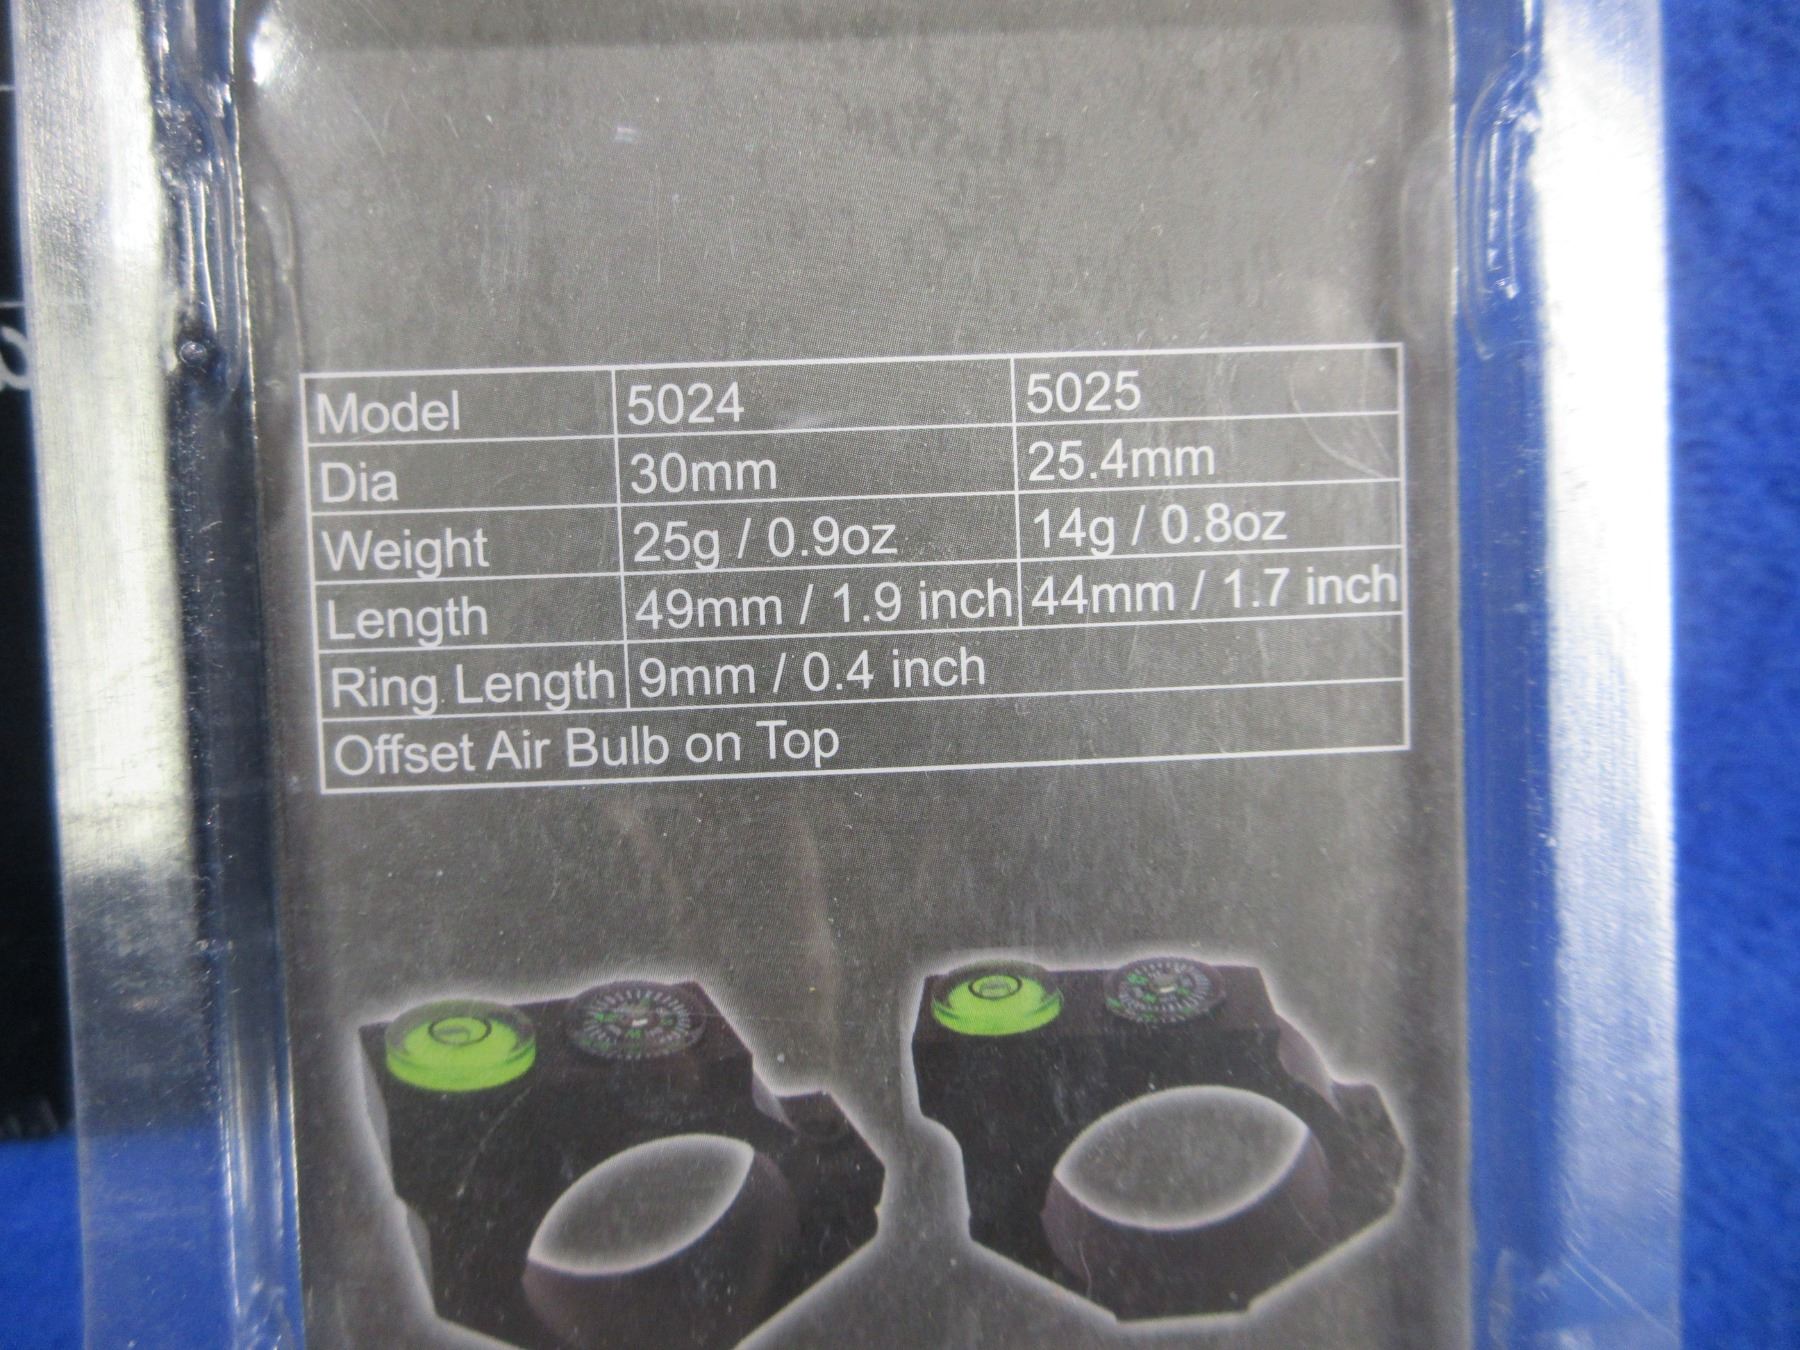 Model 5024 5025
Dia 30mm 25.4mm
Weight 25g / 0.9oz 14g / 0.8oz
Length 49mm / 1.9 inch 44mm / 1.7 inch
Ring Length 9mm / 0.4 inch
Offset Air Bulb on Top